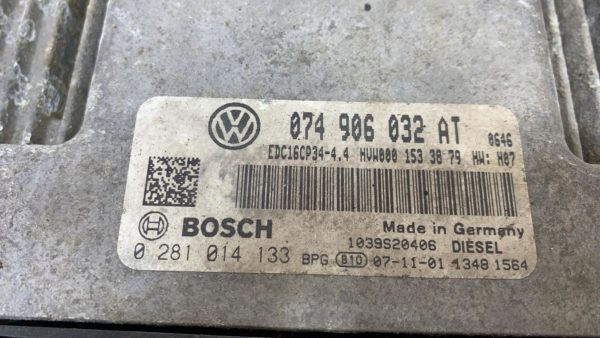 074 906 032 AT 0646
EDC16CP34-4.4 HVW000 153 38 79 HW: H07
BOSCH Made in Germany
1039S20406 DIESEL
0 281 014 133 BPG B10 07-11-01 1348 1564